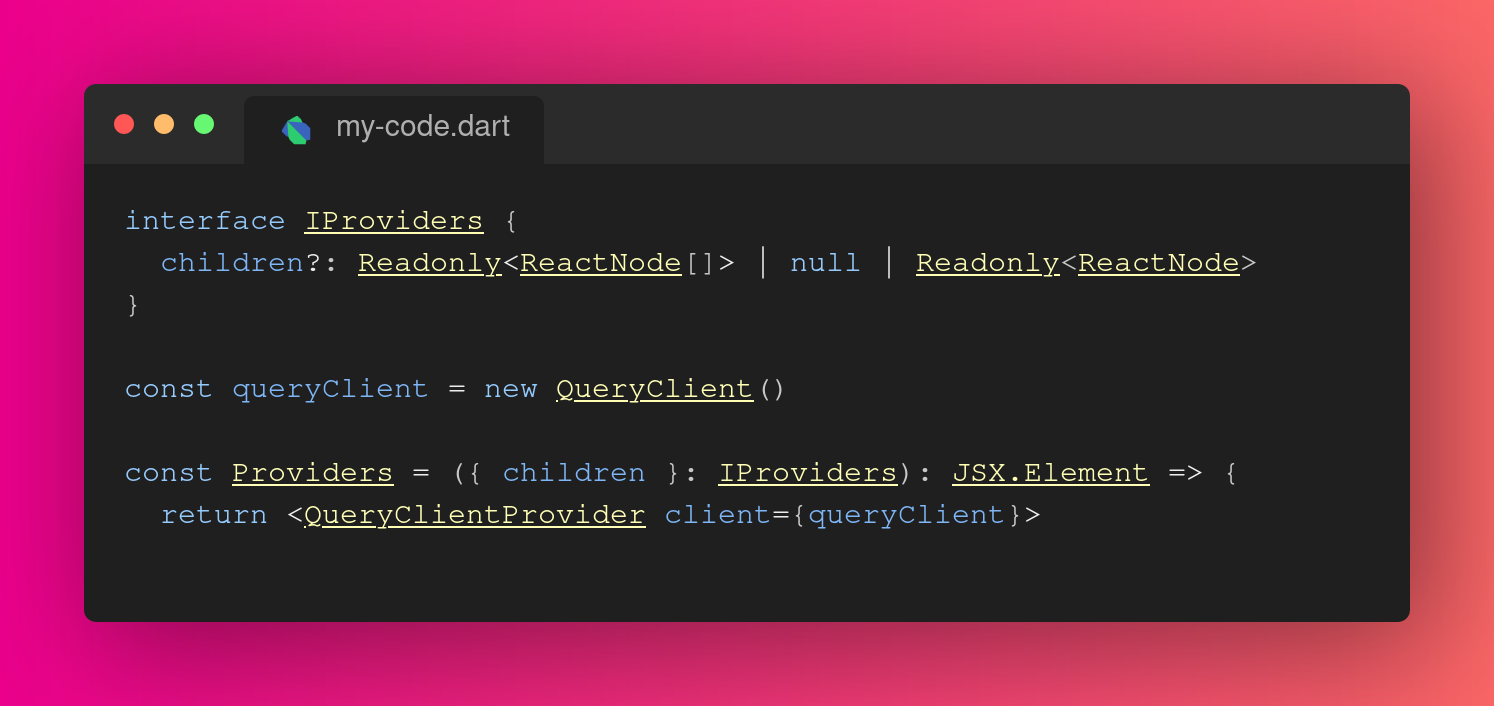 my-code.dart
interface IProviders {
  children?: Readonly<ReactNode[]> | null | Readonly<ReactNode>
}
const queryClient = new QueryClient()
const Providers = ({ children }: IProviders): JSX.Element => {
  return <QueryClientProvider client={queryClient}>